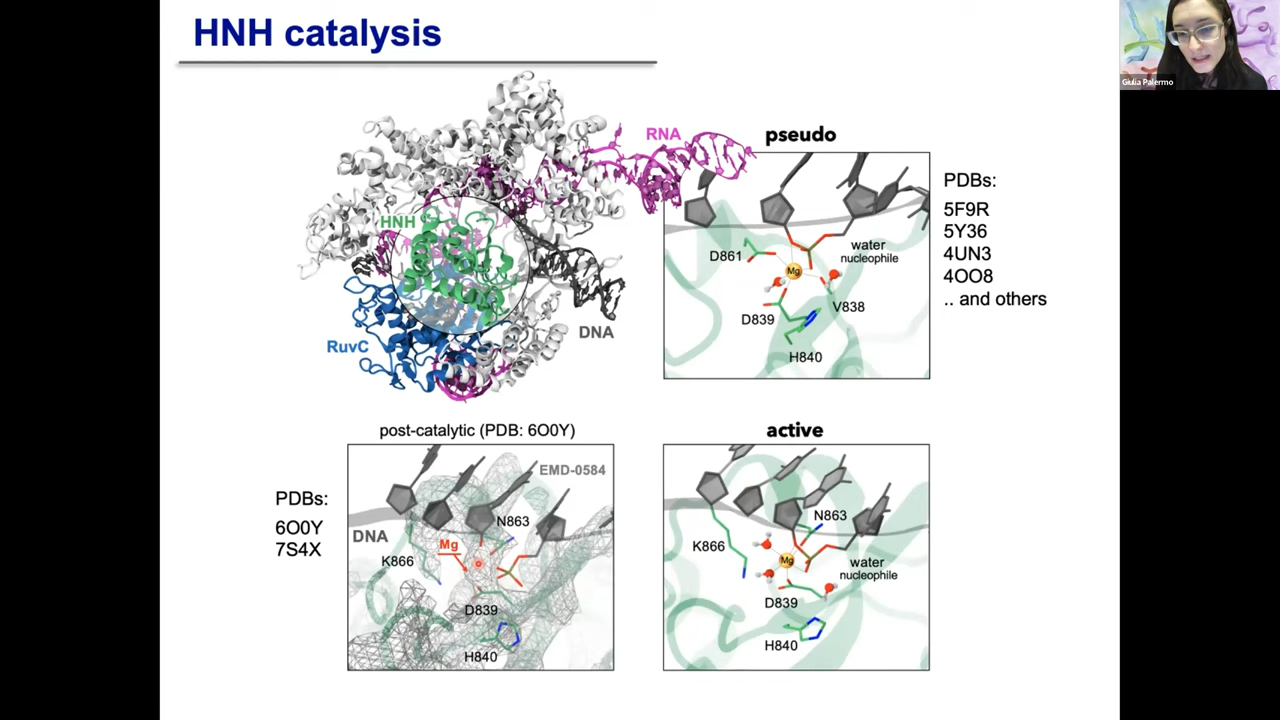 HNH catalysis
Giulia Palermo
RNA
HNH
RuvC
DNA
pseudo
D861
Mg
water
nucleophile
D839
V838
H840
PDBs:
5F9R
5Y36
4UN3
4OO8
.. and others
post-catalytic (PDB: 6O0Y)
PDBs:
6O0Y
7S4X
EMD-0584
DNA
N863
Mg
K866
D839
H840
active
N863
K866
Mg
water
nucleophile
D839
H840